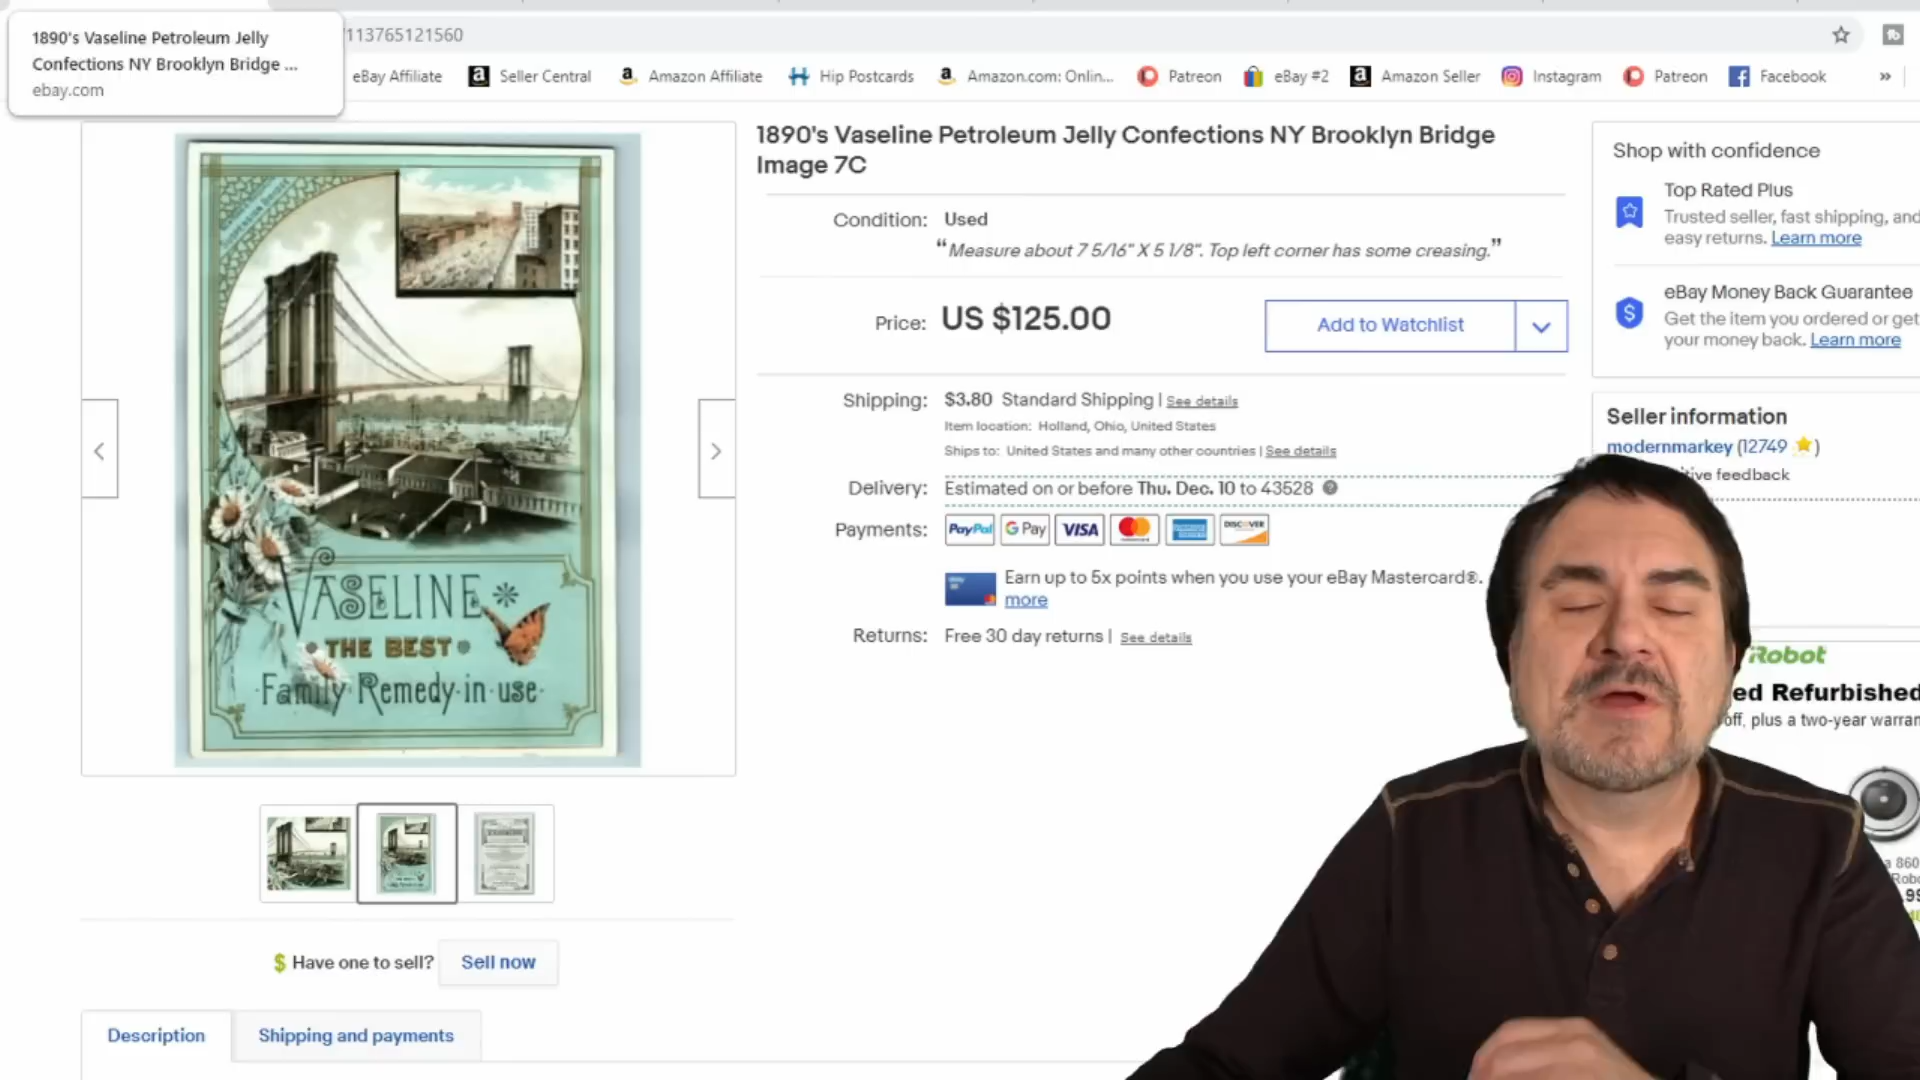 1890's Vaseline Petroleum Jelly
Confections NY Brooklyn Bridge ...
ebay.com
113765121560
eBay Affiliate
Seller Central
Amazon Affiliate
Hip Postcards
Amazon.com: Onlin...
Patreon
eBay #2
Amazon Seller
Instagram
Patreon
Facebook
»
VASELINE
THE BEST
Family Remedy in use
1890's Vaseline Petroleum Jelly Confections NY Brooklyn Bridge
Image 7C
Condition: Used
"Measure about 7 5/16" X 5 1/8". Top left corner has some creasing."
Price: US $125.00
Add to Watchlist
Shipping: $3.80 Standard Shipping | See details
Item location: Holland, Ohio, United States
Ships to: United States and many other countries | See details
Delivery: Estimated on or before Thu. Dec. 10 to 43528
Payments: PayPal G Pay VISA mastercard DISCOVER
Earn up to 5x points when you use your eBay Mastercard®.
more
Returns: Free 30 day returns | See details
Shop with confidence
Top Rated Plus
Trusted seller, fast shipping, and
easy returns. Learn more
eBay Money Back Guarantee
Get the item you ordered or get
your money back. Learn more
Seller information
modernmarkey (12749 )
tive feedback
iRobot
ed Refurbished
off, plus a two-year warran
a 860
Robo
.99
$ Have one to sell? Sell now
Description
Shipping and payments